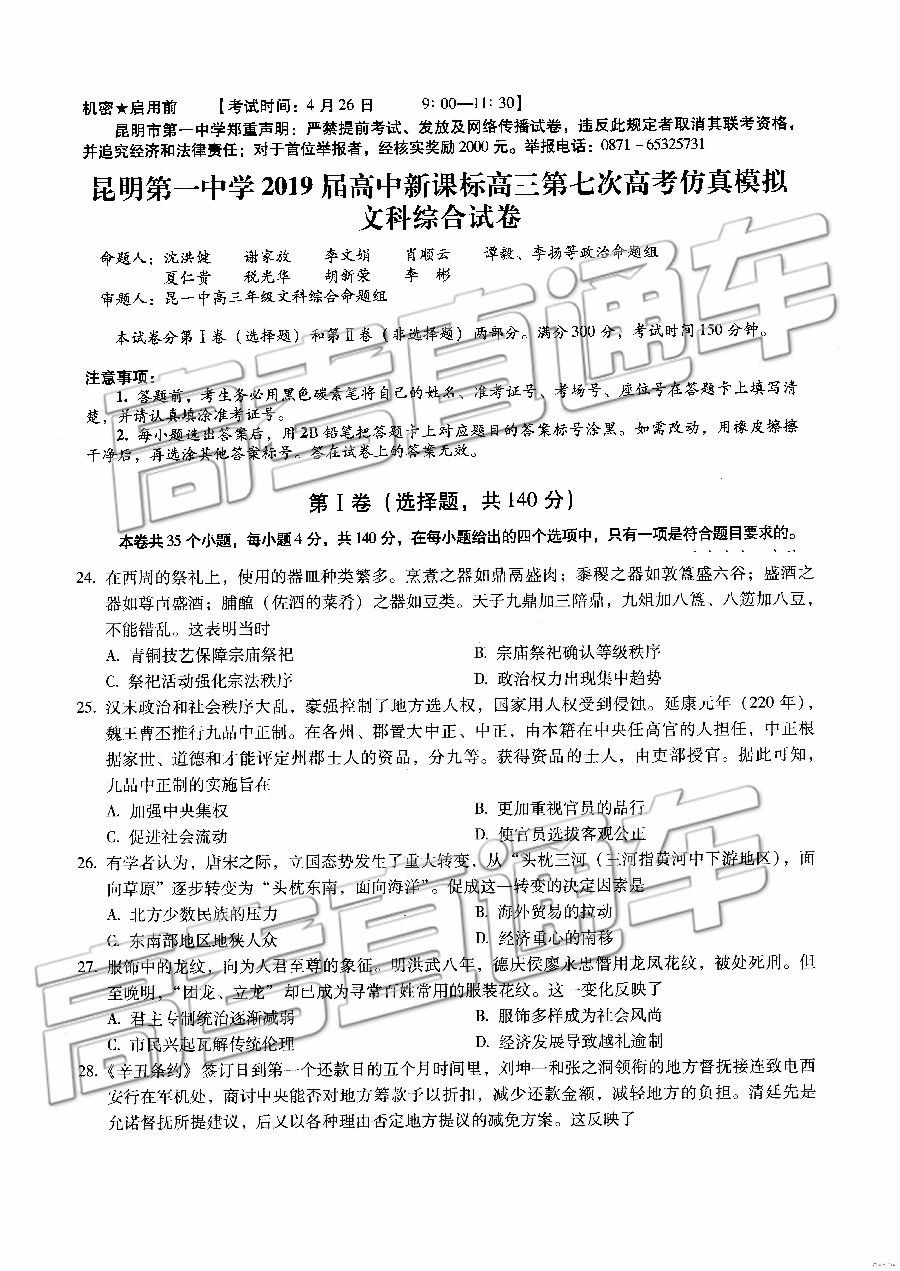 机密★启用前 【考试时间：4月26日 9：00—11：30】
昆明市第一中学郑重声明：严禁提前考试、发放及网络传播试卷，违反此规定者取消其联考资格，
并追究经济和法律责任；对于首位举报者，经核实奖励2000元。举报电话：0871-65325731
昆明第一中学2019届高中新课标高三第七次高考仿真模拟
文科综合试卷
命题人：沈洪健 谢家放 李文娟 肖顺云 谭毅、李扬等政治命题组
夏仁贵 税光华 胡新荣 李 彬
审题人：昆一中高三年级文科综合命题组
本试卷分第Ⅰ卷（选择题）和第Ⅱ卷（非选择题）两部分。满分300分，考试时间150分钟。
注意事项：
1. 答题前，考生务必用黑色碳素笔将自己的姓名、准考证号、考场号、座位号在答题卡上填写清
楚，并请认真填涂准考证号。
2. 每小题选出答案后，用2B铅笔把答题卡上对应题目的答案标号涂黑。如需改动，用橡皮擦擦
干净后，再选涂其他答案标号。答在试卷上的答案无效。
第Ⅰ卷（选择题，共140分）
本卷共35个小题，每小题4分，共140分，在每小题给出的四个选项中，只有一项是符合题目要求的。
24. 在西周的祭礼上，使用的器皿种类繁多。烹煮之器如鼎鬲盛肉；黍稷之器如敦簋盛六谷；盛酒之
器如尊卣盛酒；脯醢（佐酒的菜肴）之器如豆类。天子九鼎加三陪鼎，九俎加八簋、八笾加八豆，
不能错乱。这表明当时
A. 青铜技艺保障宗庙祭祀 B. 宗庙祭祀确认等级秩序
C. 祭祀活动强化宗法秩序 D. 政治权力出现集中趋势
25. 汉末政治和社会秩序大乱，豪强控制了地方选人权，国家用人权受到侵蚀。延康元年（220年），
魏王曹丕推行九品中正制。在各州、郡置大中正、中正，由本籍在中央任高官的人担任，中正根
据家世、道德和才能评定州郡士人的资品，分九等。获得资品的士人，由吏部授官。据此可知，
九品中正制的实施旨在
A. 加强中央集权 B. 更加重视官员的品行
C. 促进社会流动 D. 使官员选拔客观公正
26. 有学者认为，唐宋之际，立国态势发生了重大转变，从“头枕三河（三河指黄河中下游地区），面
向草原”逐步转变为“头枕东南，面向海洋”。促成这一转变的决定因素是
A. 北方少数民族的压力 B. 海外贸易的拉动
C. 东南部地区地狭人众 D. 经济重心的南移
27. 服饰中的龙纹，向为人君至尊的象征。明洪武八年，德庆侯廖永忠僭用龙凤花纹，被处死刑。但
至晚明，“团龙、立龙”却已成为寻常百姓常用的服装花纹。这一变化反映了
A. 君主专制统治逐渐减弱 B. 服饰多样成为社会风尚
C. 市民兴起瓦解传统伦理 D. 经济发展导致越礼逾制
28.《辛丑条约》签订日到第一个还款日的五个月时间里，刘坤一和张之洞领衔的地方督抚接连致电西
安行在军机处，商讨中央能否对地方筹款予以折扣，减少还款金额，减轻地方的负担。清廷先是
允诺督抚所提建议，后又以各种理由否定地方提议的减免方案。这反映了
高考直通车
高考直通车